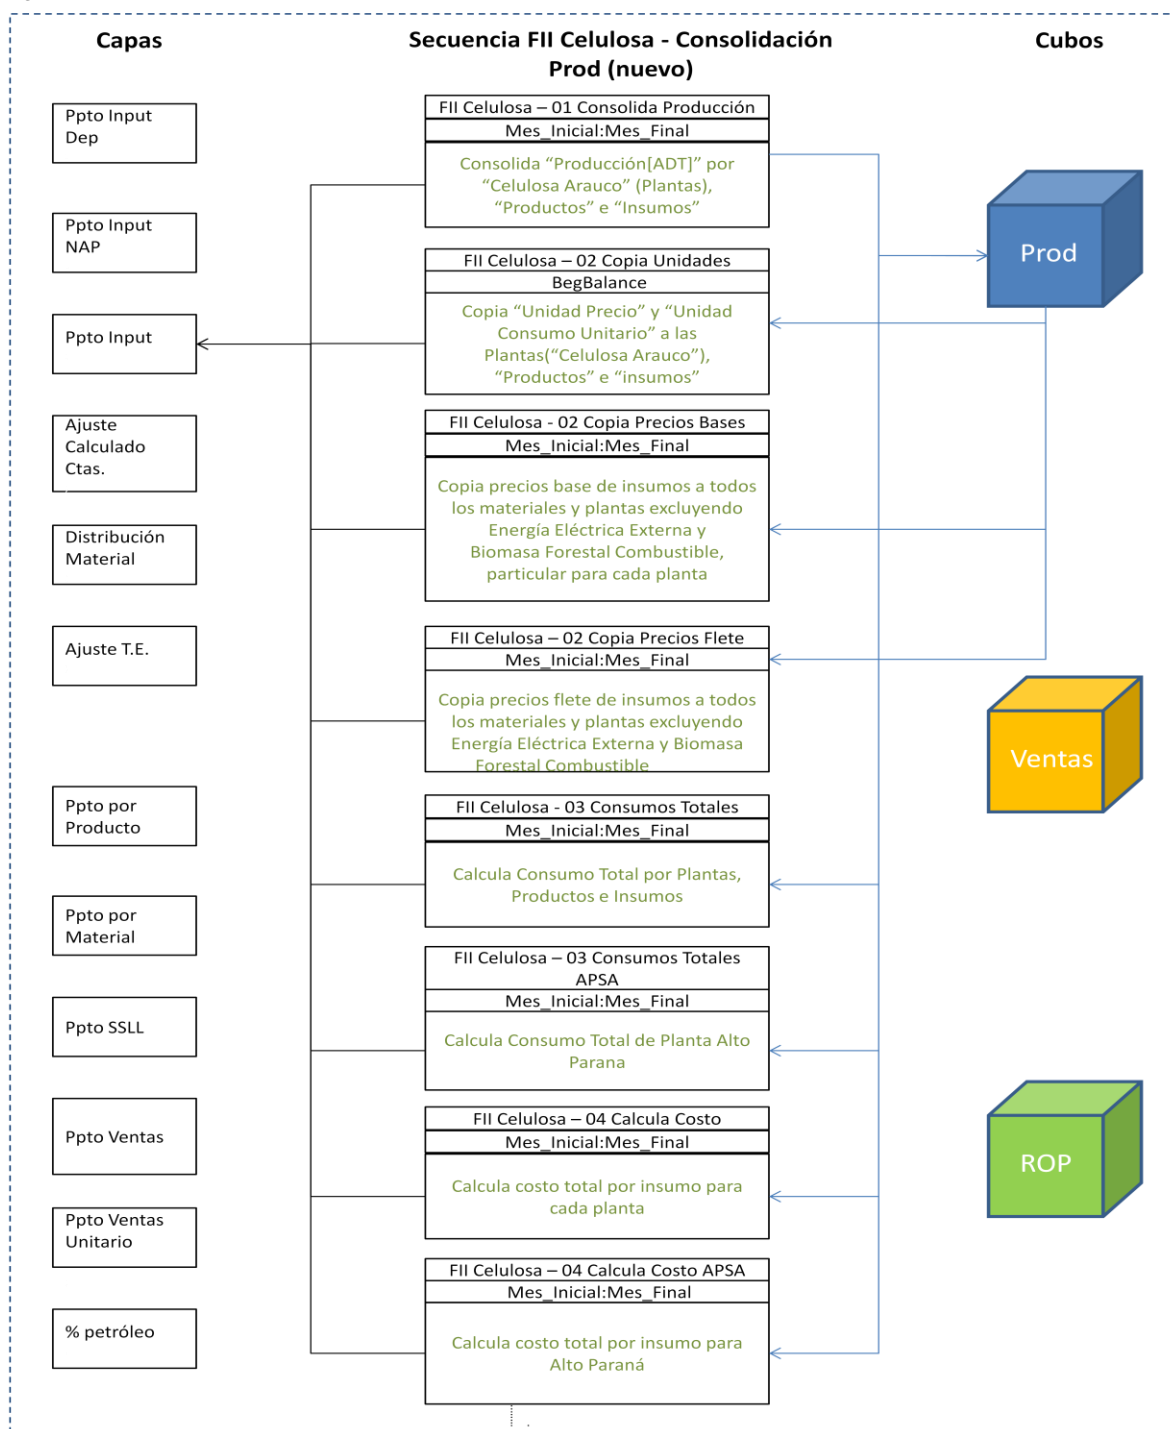 Capas
Secuencia FII Celulosa - Consolidación
Prod (nuevo)
Cubos
Ppto Input
Dep
Ppto Input
NAP
Ppto Input
Ajuste
Calculado
Ctas.
Distribución
Material
Ajuste T.E.
Ppto por
Producto
Ppto por
Material
Ppto SSLL
Ppto Ventas
Ppto Ventas
Unitario
% petróleo
FII Celulosa – 01 Consolida Producción
Mes_Inicial:Mes_Final
Consolida “Producción[ADT]” por
“Celulosa Arauco” (Plantas),
“Productos” e “Insumos”
FII Celulosa – 02 Copia Unidades
BegBalance
Copia “Unidad Precio” y “Unidad
Consumo Unitario” a las
Plantas(“Celulosa Arauco”),
“Productos” e “insumos”
FII Celulosa - 02 Copia Precios Bases
Mes_Inicial:Mes_Final
Copia precios base de insumos a todos
los materiales y plantas excluyendo
Energía Eléctrica Externa y
Biomasa Forestal Combustible,
particular para cada planta
FII Celulosa – 02 Copia Precios Flete
Mes_Inicial:Mes_Final
Copia precios flete de insumos a todos
los materiales y plantas excluyendo
Energía Eléctrica Externa y Biomasa
Forestal Combustible
FII Celulosa - 03 Consumos Totales
Mes_Inicial:Mes_Final
Calcula Consumo Total por Plantas,
Productos e Insumos
FII Celulosa – 03 Consumos Totales
APSA
Mes_Inicial:Mes_Final
Calcula Consumo Total de Planta Alto
Parana
FII Celulosa – 04 Calcula Costo
Mes_Inicial:Mes_Final
Calcula costo total por insumo para
cada planta
FII Celulosa – 04 Calcula Costo APSA
Mes_Inicial:Mes_Final
Calcula costo total por insumo para
Alto Paraná
Prod
Ventas
ROP